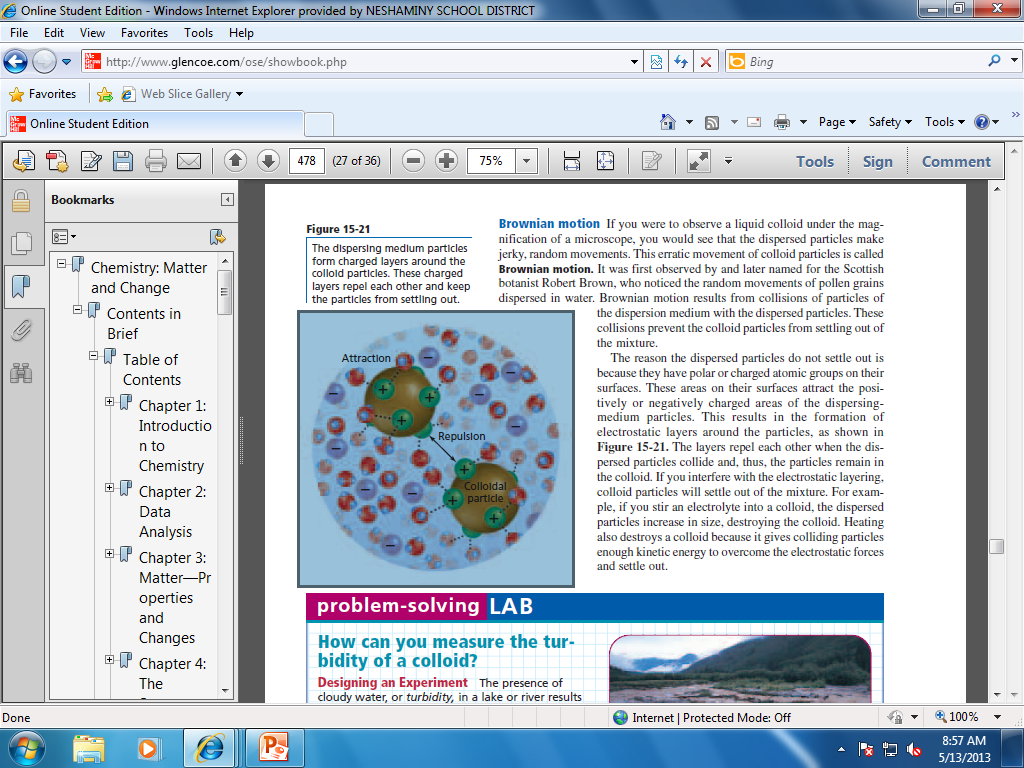 Online Student Edition - Windows Internet Explorer provided by NESHAMINY SCHOOL DISTRICT
File Edit View Favorites Tools Help
http://www.glencoe.com/ose/showbook.php
Bing
Favorites
Web Slice Gallery
Mc Graw Hill
Online Student Edition
Page Safety Tools
478 (27 of 36) 75% Tools Sign Comment
Bookmarks
Chemistry: Matter
and Change
Contents in
Brief
Table of
Contents
Chapter 1:
Introductio
n to
Chemistry
Chapter 2:
Data
Analysis
Chapter 3:
Matter—Pr
operties
and
Changes
Chapter 4:
The
Figure 15-21
The dispersing medium particles
form charged layers around the
colloid particles. These charged
layers repel each other and keep
the particles from settling out.
Attraction
Repulsion
Colloidal
particle
Brownian motion If you were to observe a liquid colloid under the mag-
nification of a microscope, you would see that the dispersed particles make
jerky, random movements. This erratic movement of colloid particles is called
Brownian motion. It was first observed by and later named for the Scottish
botanist Robert Brown, who noticed the random movements of pollen grains
dispersed in water. Brownian motion results from collisions of particles of
the dispersion medium with the dispersed particles. These
collisions prevent the colloid particles from settling out of
the mixture.
The reason the dispersed particles do not settle out is
because they have polar or charged atomic groups on their
surfaces. These areas on their surfaces attract the posi-
tively or negatively charged areas of the dispersing-
medium particles. This results in the formation of
electrostatic layers around the particles, as shown in
Figure 15-21. The layers repel each other when the dis-
persed particles collide and, thus, the particles remain in
the colloid. If you interfere with the electrostatic layering,
colloid particles will settle out of the mixture. For exam-
ple, if you stir an electrolyte into a colloid, the dispersed
particles increase in size, destroying the colloid. Heating
also destroys a colloid because it gives colliding particles
enough kinetic energy to overcome the electrostatic forces
and settle out.
problem-solving LAB
How can you measure the tur-
bidity of a colloid?
Designing an Experiment The presence of
cloudy water, or turbidity, in a lake or river results
Done
Internet | Protected Mode: Off
100%
8:57 AM
5/13/2013